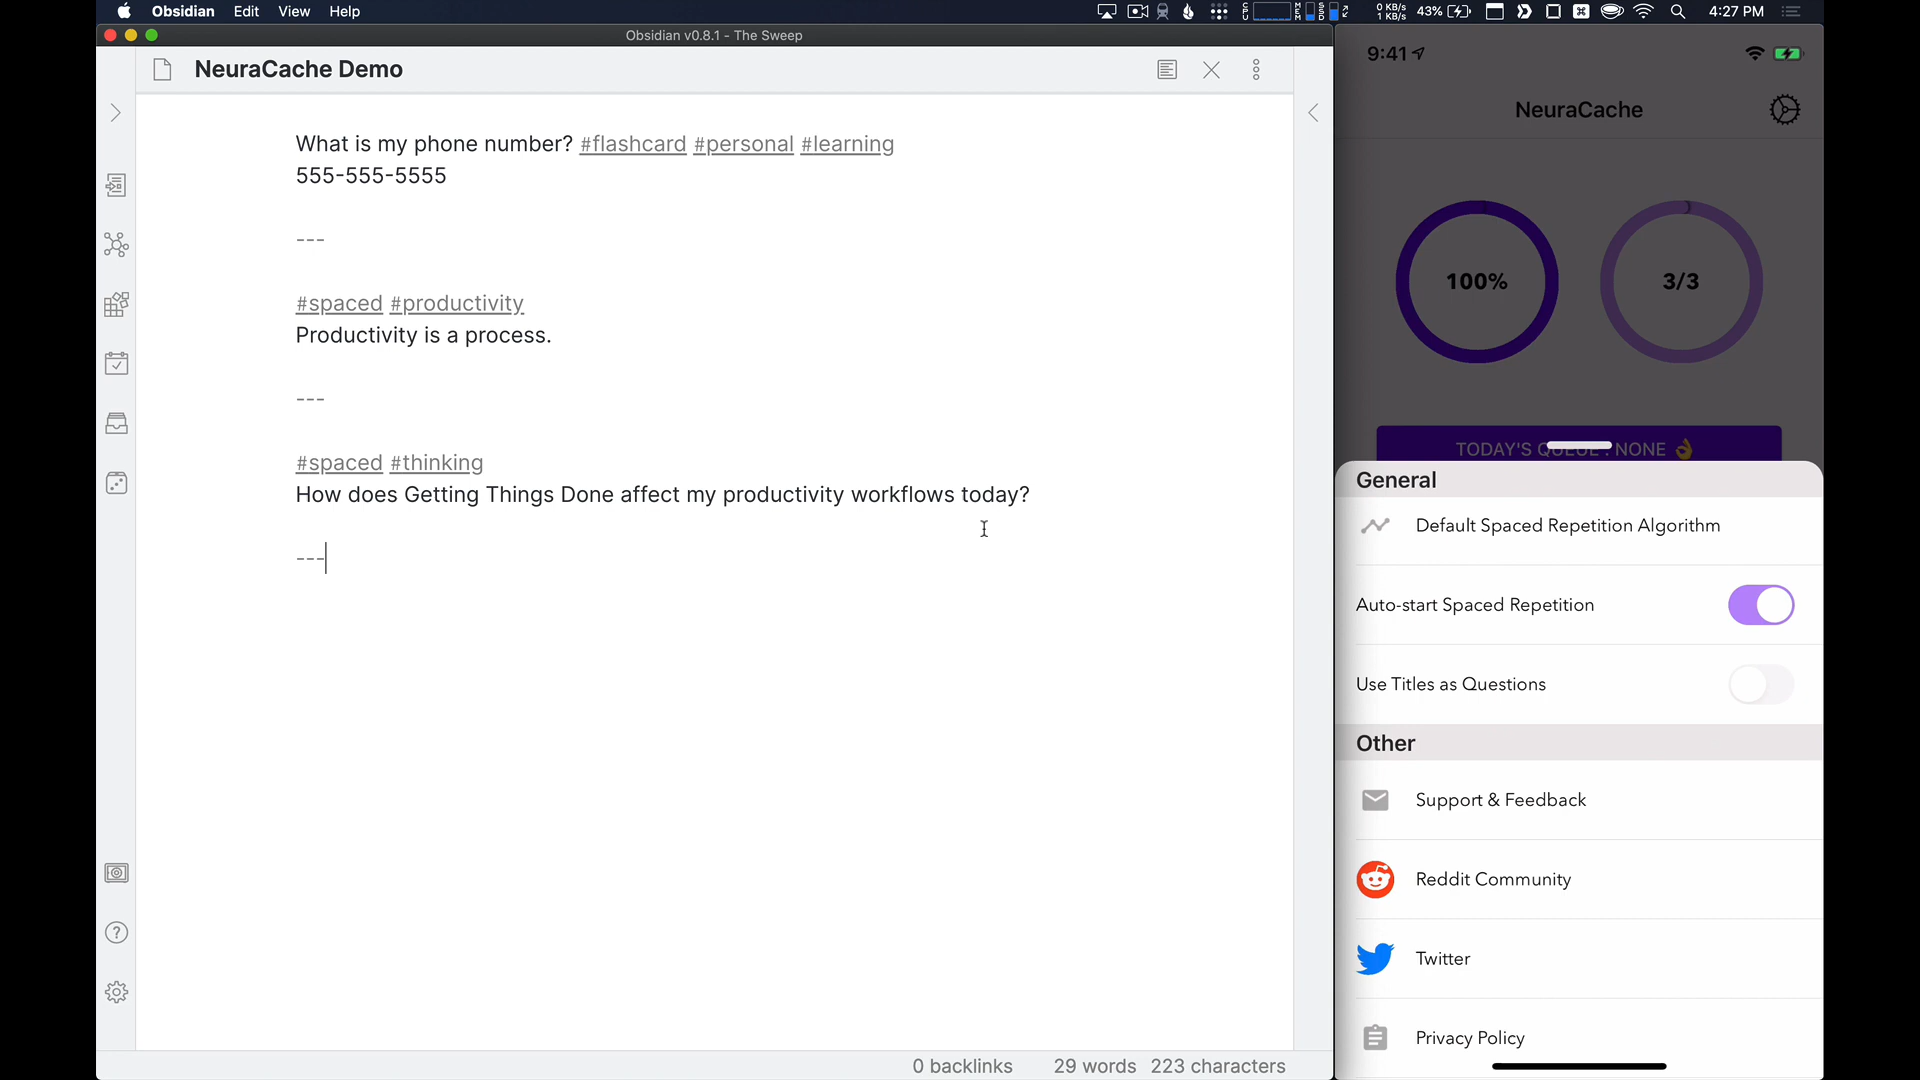 Obsidian Edit View Help
0 KB/s
1 KB/s
43%
4:27 PM
Obsidian v0.8.1 - The Sweep
NeuraCache Demo
What is my phone number? #flashcard #personal #learning
555-555-5555
---
#spaced #productivity
Productivity is a process.
---
#spaced #thinking
How does Getting Things Done affect my productivity workflows today?
---
0 backlinks 29 words 223 characters
9:41
NeuraCache
100%
3/3
TODAY'S QUEUE : NONE 👌
General
Default Spaced Repetition Algorithm
Auto-start Spaced Repetition
Use Titles as Questions
Other
Support & Feedback
Reddit Community
Twitter
Privacy Policy